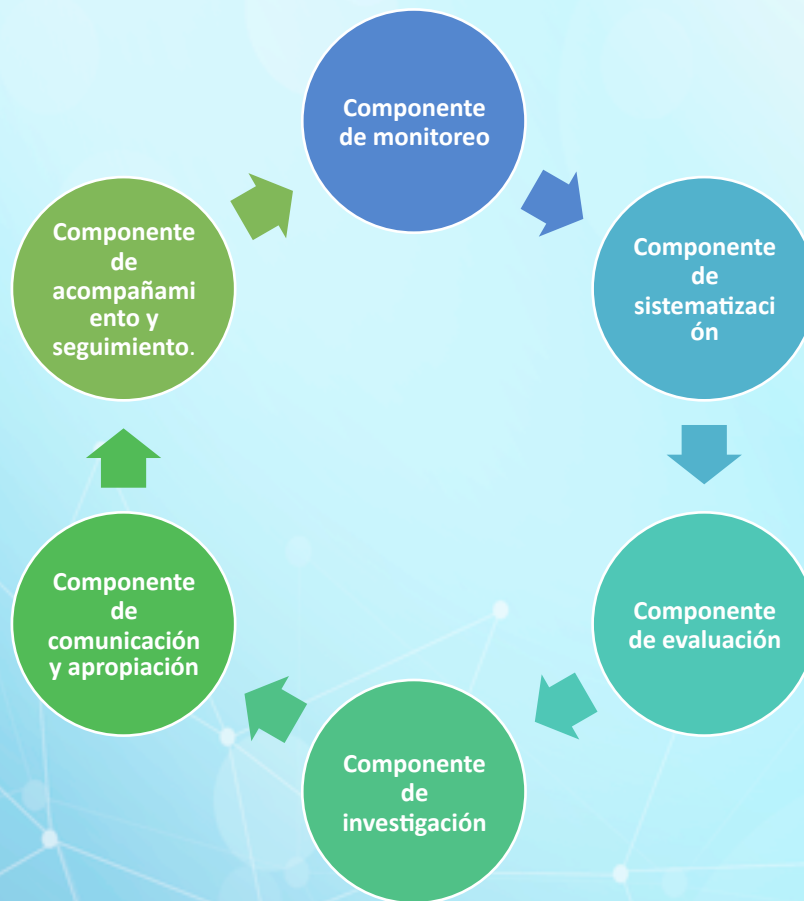 Componente
de monitoreo
Componente
de
sistematizaci
ón
Componente
de evaluación
Componente
de
investigación
Componente
de
comunicación
y apropiación
Componente
de
acompañami
ento y
seguimiento.